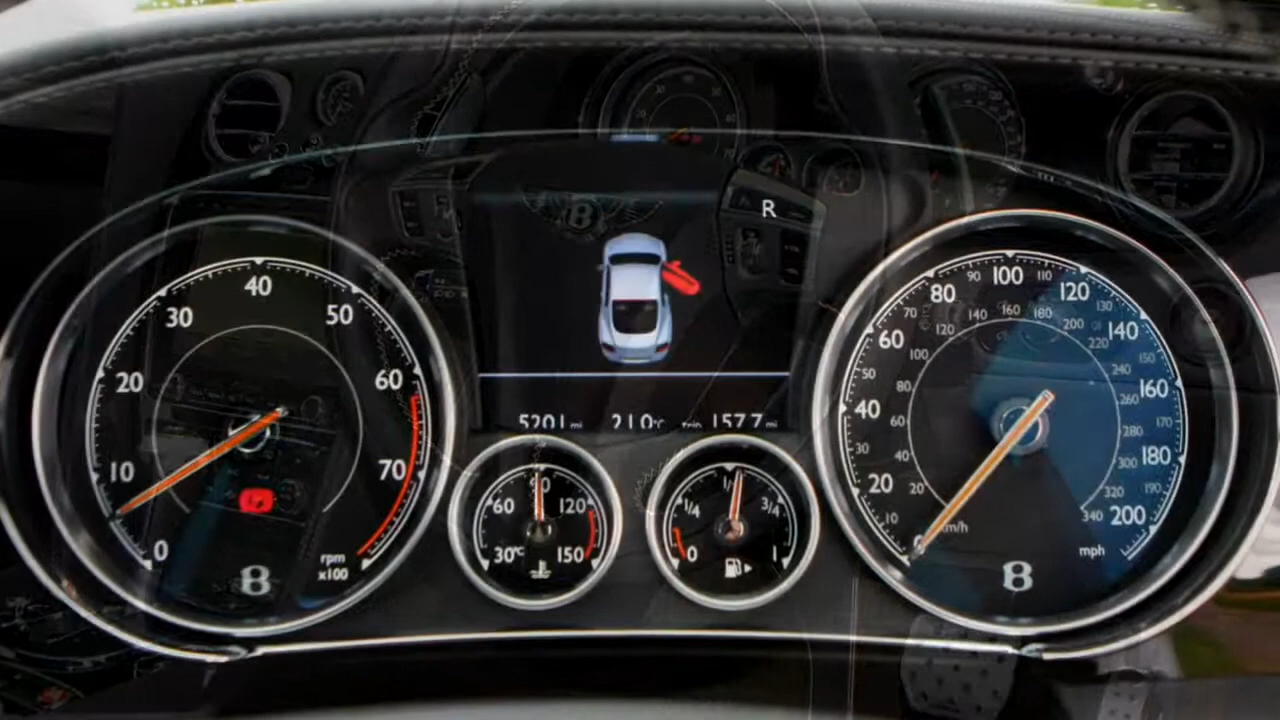 R
5201 mi 21.0°C trip 157.7 mi
0 10 20 30 40 50 60 70
rpm
x100
30°C 60 90 120 150
0 1/4 1/2 3/4 1
0 10 20 30 40 50 60 70 80 90 100 110 120 130 140 150 160 170 180 190 200
20 40 60 80 100 120 140 160 180 200 220 240 260 280 300 320 340
km/h
mph
B
B
B